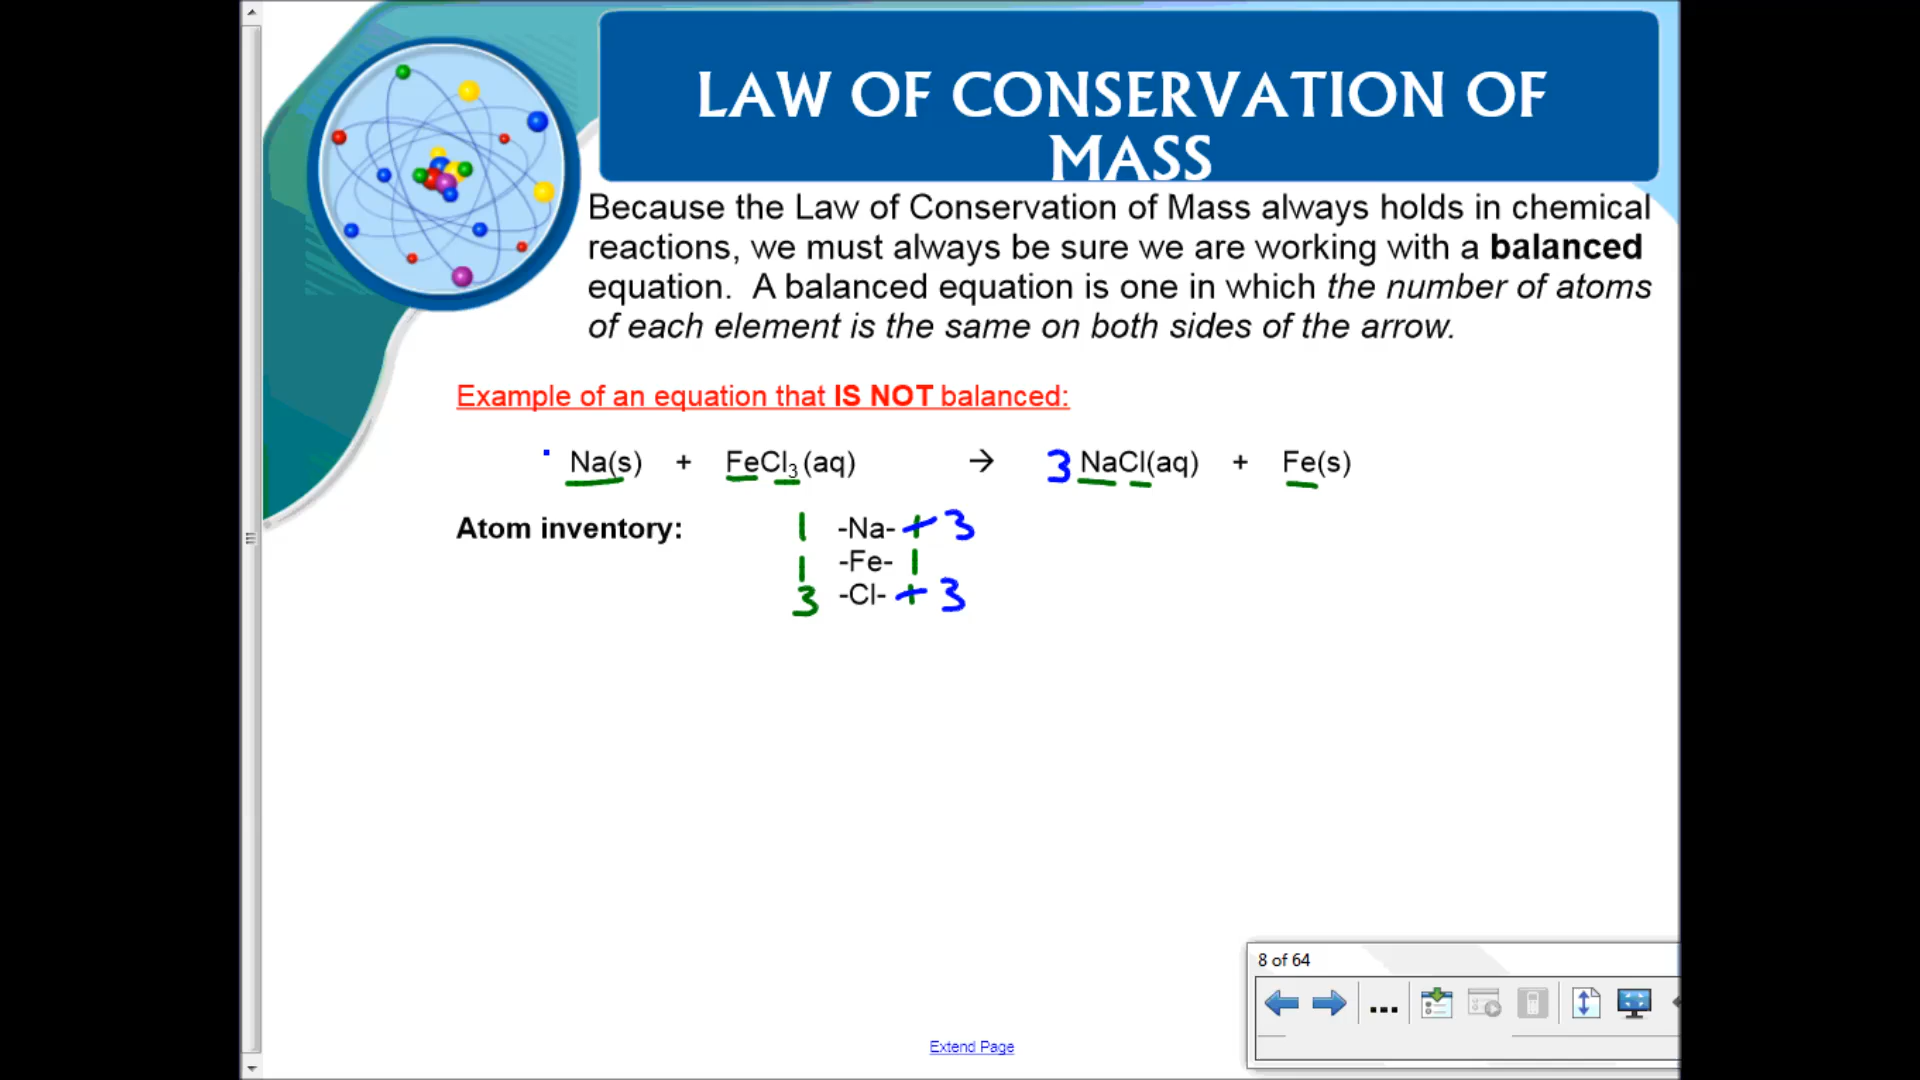 LAW OF CONSERVATION OF
MASS
Because the Law of Conservation of Mass always holds in chemical
reactions, we must always be sure we are working with a balanced
equation. A balanced equation is one in which the number of atoms
of each element is the same on both sides of the arrow.
Example of an equation that IS NOT balanced:
Na(s) + FeCl₃(aq) → 3 NaCl(aq) + Fe(s)
Atom inventory: 1 -Na- 1 3
1 -Fe- 1
3 -Cl- 1 3
8 of 64
Extend Page